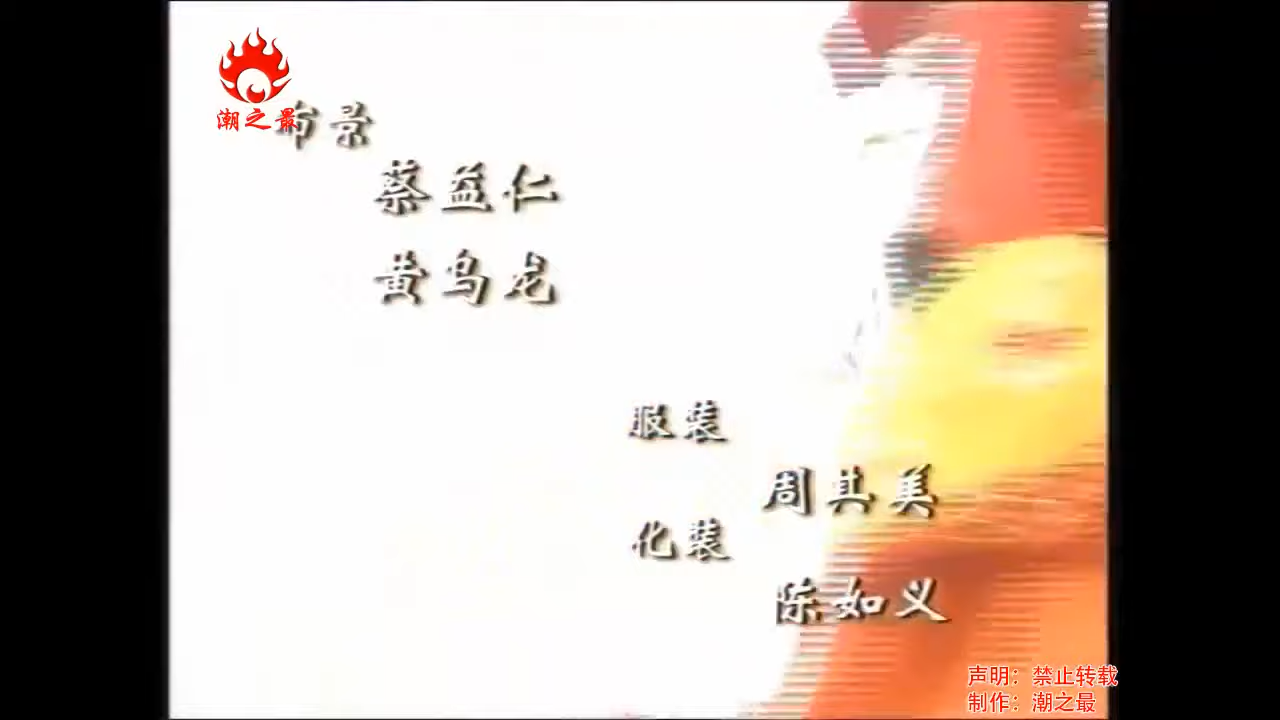 潮之最
布景
蔡益仁
黄乌龙
服装
周其美
化装
陈如义
声明：禁止转载
制作：潮之最